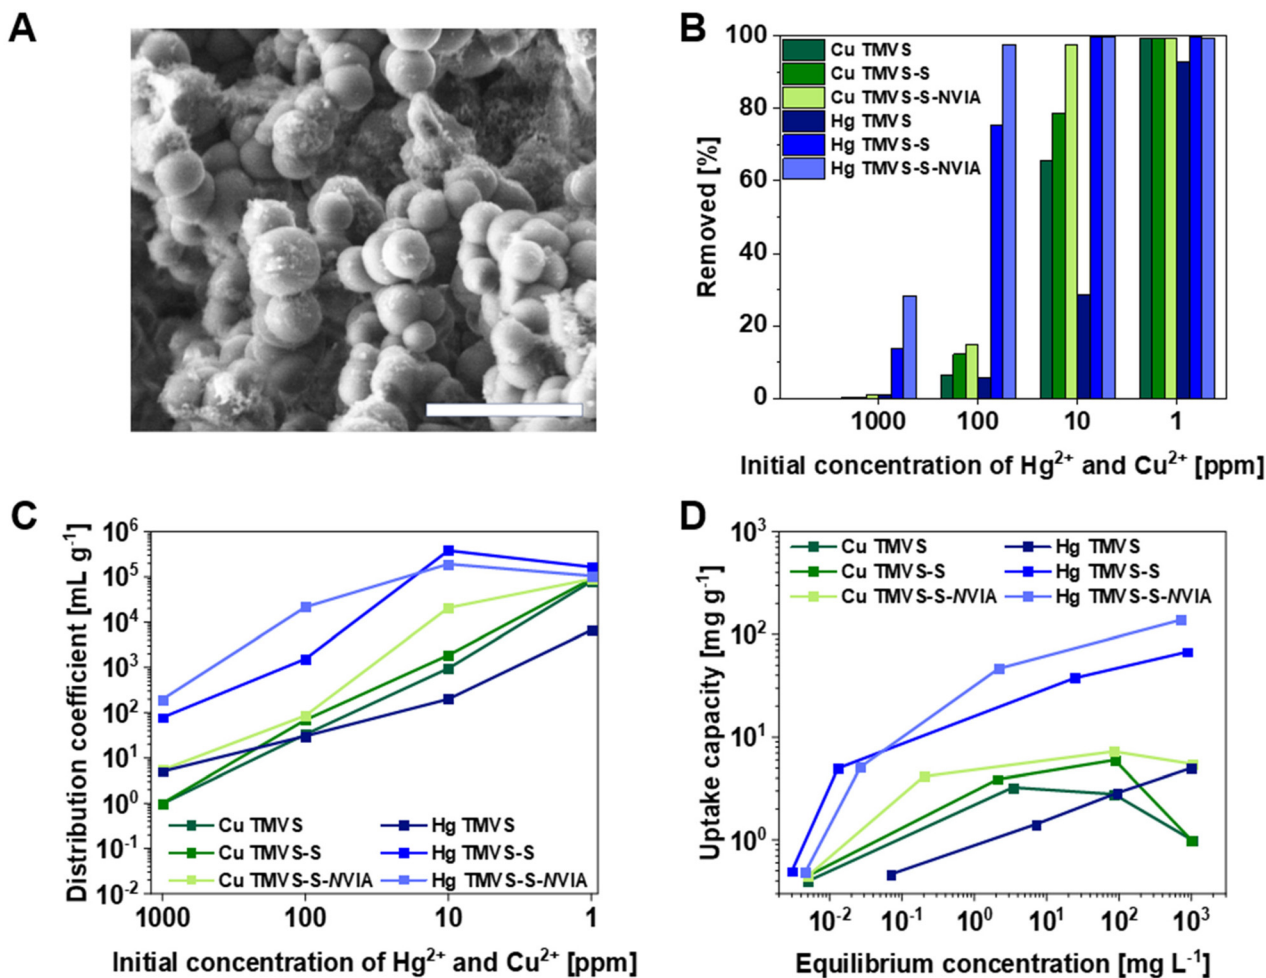 A
B
Removed [%]
100
80
60
40
20
0
Cu TMVS
Cu TMVS-S
Cu TMVS-S-NVIA
Hg TMVS
Hg TMVS-S
Hg TMVS-S-NVIA
1000 100 10 1
Initial concentration of Hg²⁺ and Cu²⁺ [ppm]
C
Distribution coefficient [mL g⁻¹]
10⁶
10⁵
10⁴
10³
10²
10¹
10⁰
10⁻¹
10⁻²
Cu TMVS Hg TMVS
Cu TMVS-S Hg TMVS-S
Cu TMVS-S-NVIA Hg TMVS-S-NVIA
1000 100 10 1
Initial concentration of Hg²⁺ and Cu²⁺ [ppm]
D
Uptake capacity [mg g⁻¹]
10³
10²
10¹
10⁰
Cu TMVS Hg TMVS
Cu TMVS-S Hg TMVS-S
Cu TMVS-S-NVIA Hg TMVS-S-NVIA
10⁻² 10⁻¹ 10⁰ 10¹ 10² 10³
Equilibrium concentration [mg L⁻¹]